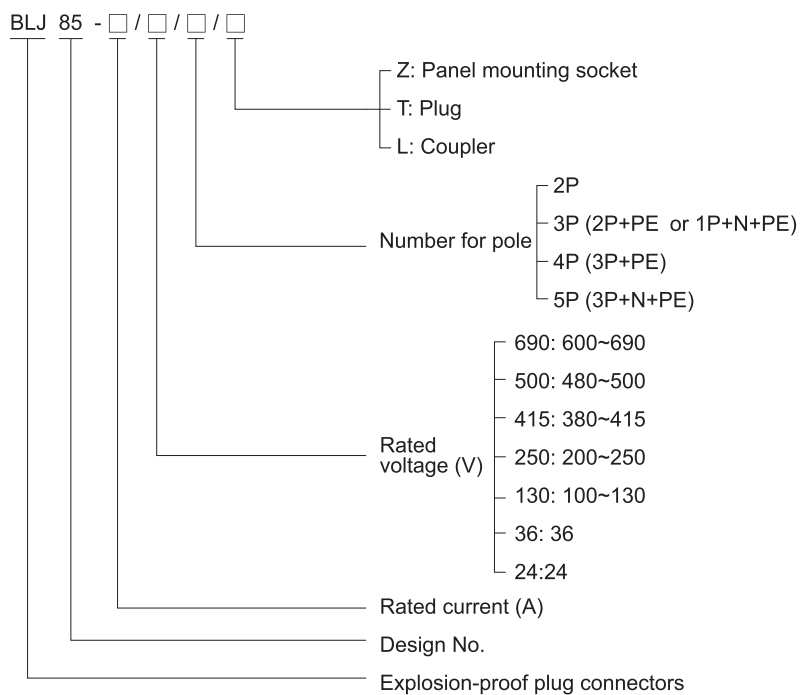 BLJ 85 - □ / □ / □ / □
Z: Panel mounting socket
T: Plug
L: Coupler
2P
3P (2P+PE or 1P+N+PE)
Number for pole
4P (3P+PE)
5P (3P+N+PE)
690: 600~690
500: 480~500
415: 380~415
Rated
voltage (V)
250: 200~250
130: 100~130
36: 36
24:24
Rated current (A)
Design No.
Explosion-proof plug connectors